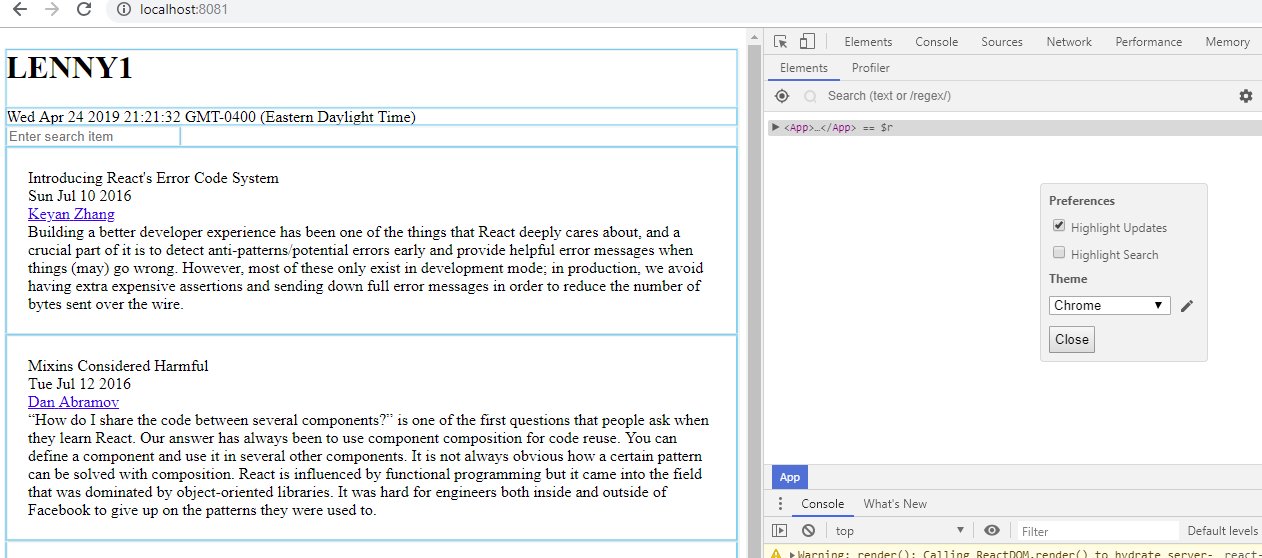 localhost:8081
LENNY1
Wed Apr 24 2019 21:21:32 GMT-0400 (Eastern Daylight Time)
Enter search item
Introducing React's Error Code System
Sun Jul 10 2016
Keyan Zhang
Building a better developer experience has been one of the things that React deeply cares about, and a
crucial part of it is to detect anti-patterns/potential errors early and provide helpful error messages when
things (may) go wrong. However, most of these only exist in development mode; in production, we avoid
having extra expensive assertions and sending down full error messages in order to reduce the number of
bytes sent over the wire.
Mixins Considered Harmful
Tue Jul 12 2016
Dan Abramov
“How do I share the code between several components?” is one of the first questions that people ask when
they learn React. Our answer has always been to use component composition for code reuse. You can
define a component and use it in several other components. It is not always obvious how a certain pattern
can be solved with composition. React is influenced by functional programming but it came into the field
that was dominated by object-oriented libraries. It was hard for engineers both inside and outside of
Facebook to give up on the patterns they were used to.
Elements Console Sources Network Performance Memory
Elements Profiler
Search (text or /regex/)
<App>…</App> == $r
Preferences
Highlight Updates
Highlight Search
Theme
Chrome
Close
App
Console What's New
top Filter Default levels
Warning: render(): Calling ReactDOM.render() to hydrate server- react-